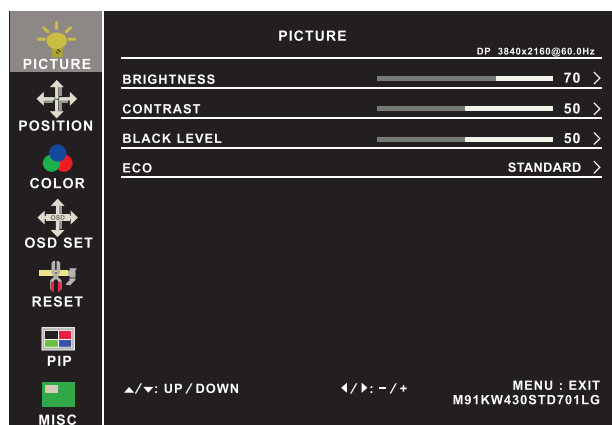 PICTURE
DP 3840x2160@60.0Hz
PICTURE
BRIGHTNESS 70
CONTRAST 50
BLACK LEVEL 50
ECO STANDARD
POSITION
COLOR
OSD
OSD SET
RESET
PIP
MISC
▲/▼: UP/DOWN ◀/▶: -/+ MENU : EXIT
M91KW430STD701LG